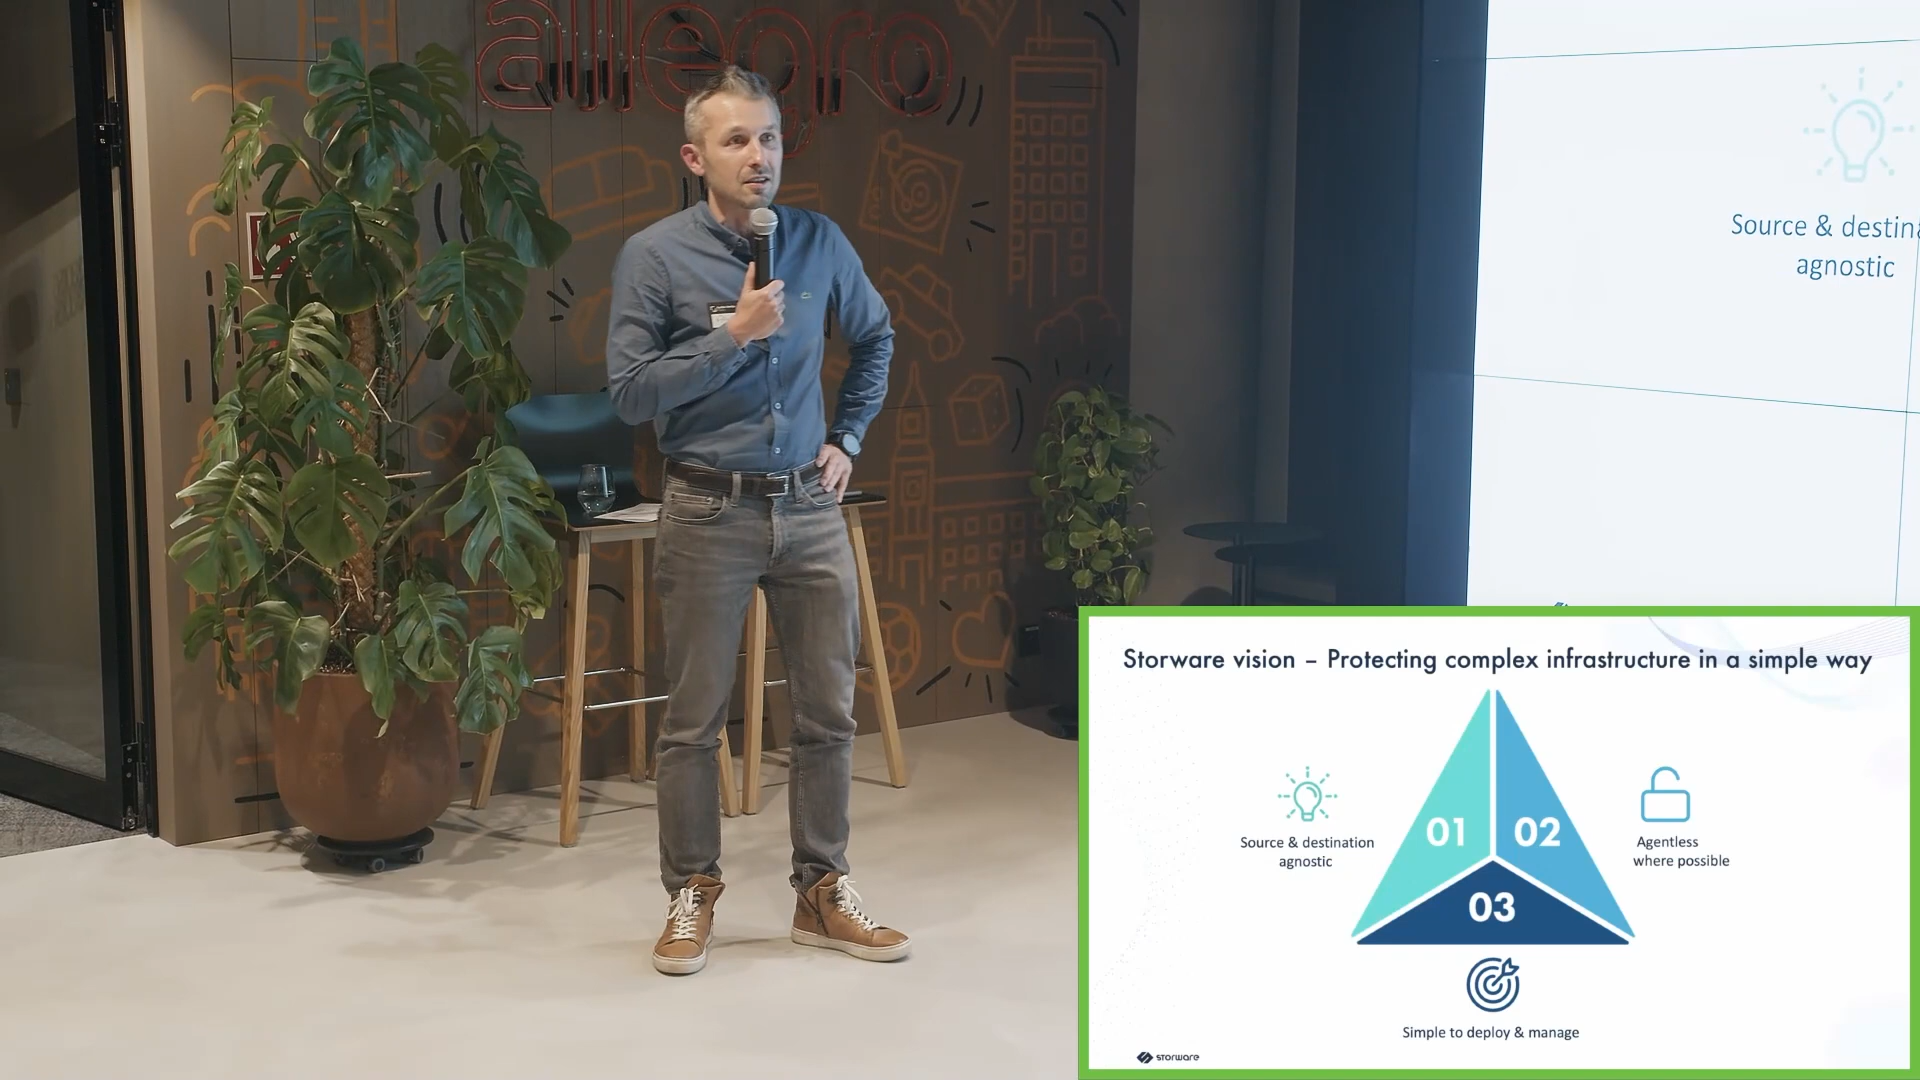 allegro
Source & destina
agnostic
Storware vision – Protecting complex infrastructure in a simple way
01
02
Source & destination
agnostic
Agentless
where possible
03
Simple to deploy & manage
storware